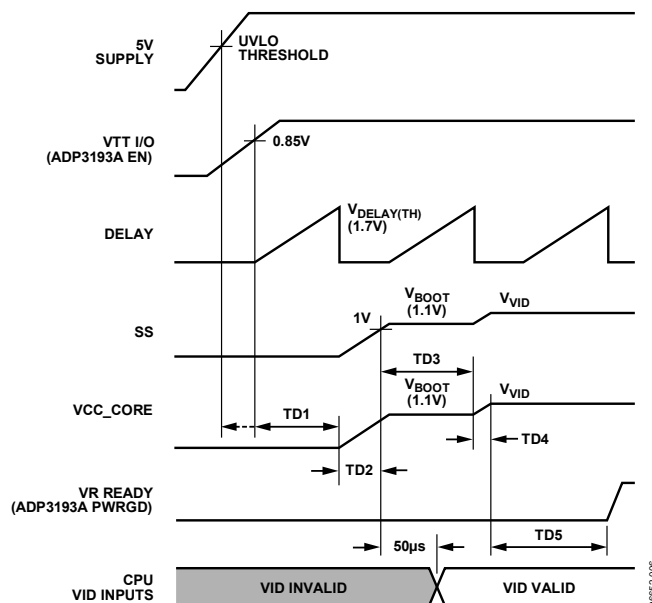 5V
SUPPLY
UVLO
THRESHOLD
VTT I/O
(ADP3193A EN)
0.85V
DELAY
VDELAY(TH)
(1.7V)
SS
1V
VBOOT
(1.1V)
VVID
TD3
VCC_CORE
VBOOT
(1.1V)
VVID
TD1
TD4
TD2
VR READY
(ADP3193A PWRGD)
TD5
50µs
CPU
VID INPUTS
VID INVALID
VID VALID